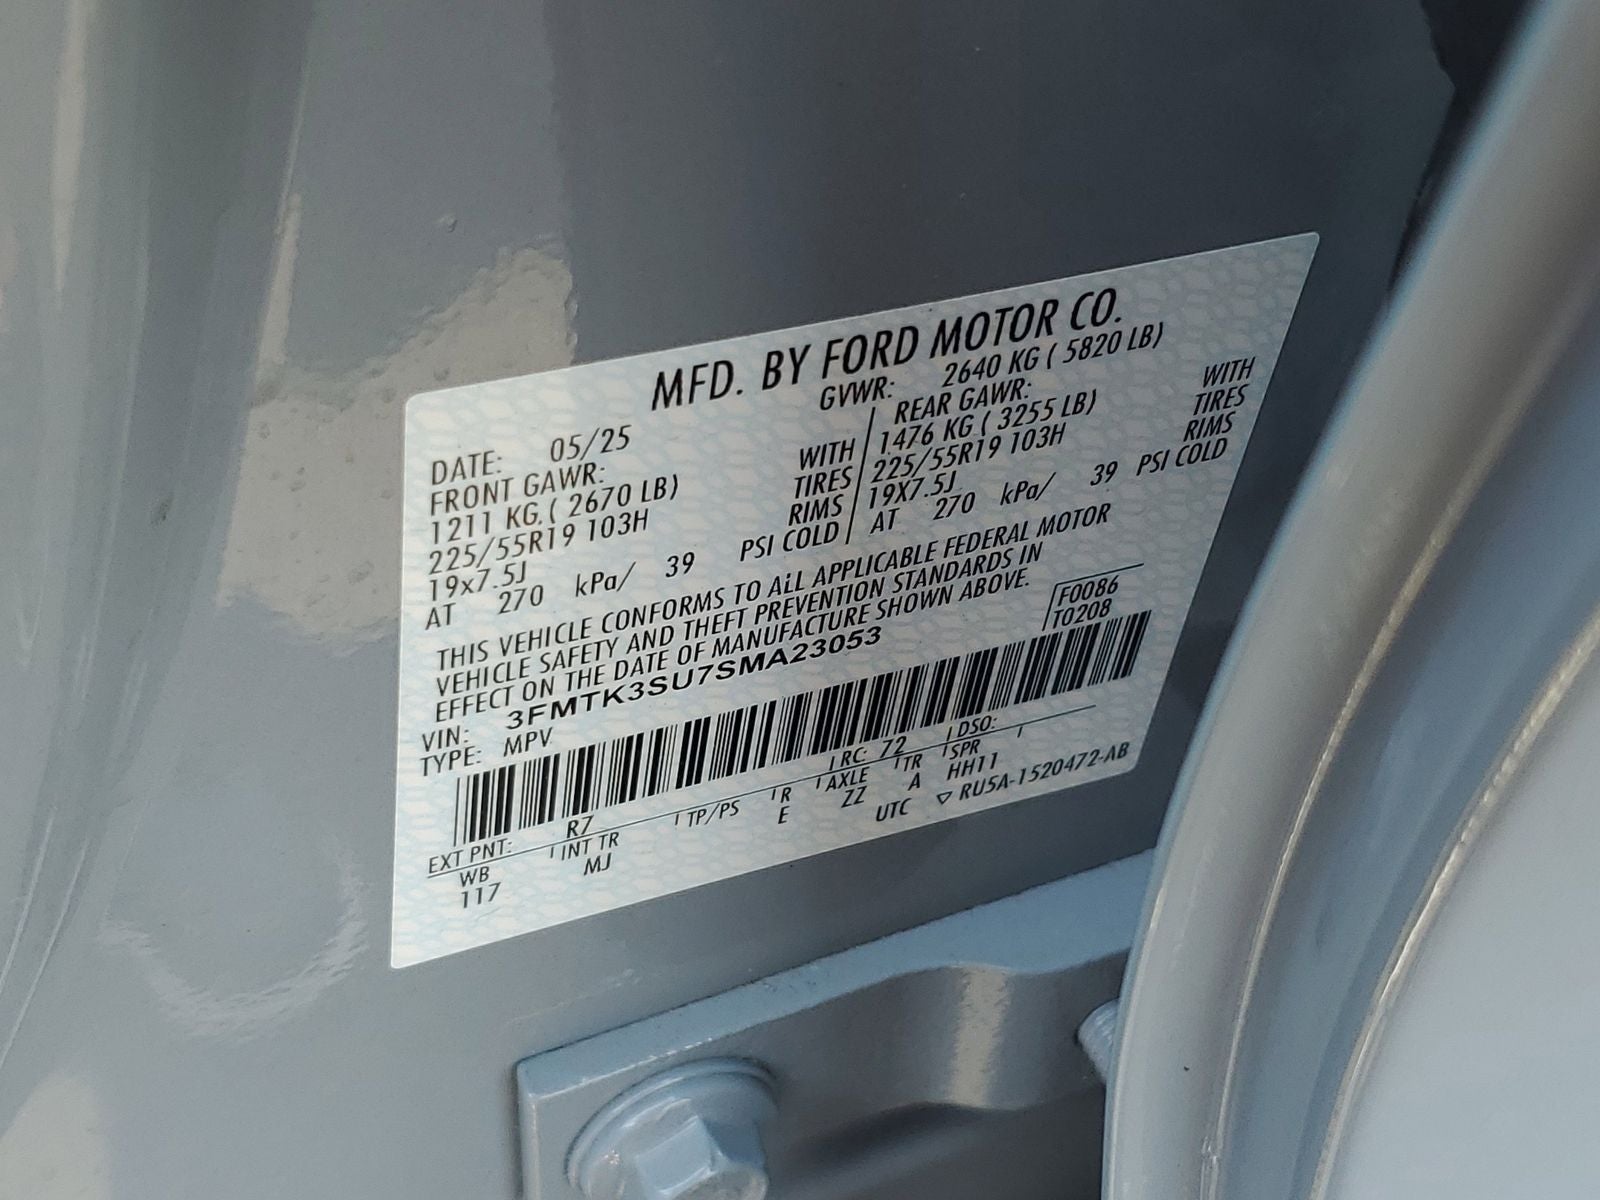 MFD. BY FORD MOTOR CO.
DATE: 05/25 GVWR: 2640 KG ( 5820 LB)
FRONT GAWR: REAR GAWR:
1211 KG. ( 2670 LB) WITH 1476 KG ( 3255 LB) WITH
225/55R19 103H TIRES 225/55R19 103H TIRES
19x7.5J RIMS 19X7.5J RIMS
AT 270 kPa/ 39 PSI COLD AT 270 kPa/ 39 PSI COLD
THIS VEHICLE CONFORMS TO ALL APPLICABLE FEDERAL MOTOR
VEHICLE SAFETY AND THEFT PREVENTION STANDARDS IN
EFFECT ON THE DATE OF MANUFACTURE SHOWN ABOVE.
F0086
VIN: 3FMTK3SU7SMA23053 T0208
TYPE: MPV
EXT PNT: R7 RC: 72 DSO:
WB INT TR TP/PS R AXLE TR SPR
117 MJ E ZZ A HH11
UTC ▽ RU5A-1520472-AB